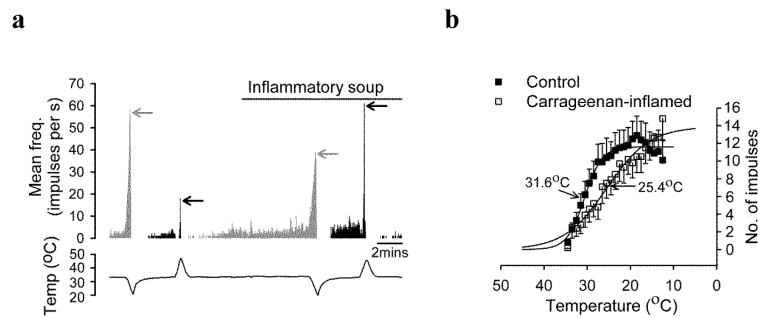 a
b
Inflammatory soup
Mean freq.
(impulses per s)
70
60
50
40
30
20
10
0
2mins
Temp (°C)
50
40
30
20
Control
Carrageenan-inflamed
31.6°C
25.4°C
16
14
12
10
8
6
4
2
0
No. of impulses
50 40 30 20 10 0
Temperature (°C)